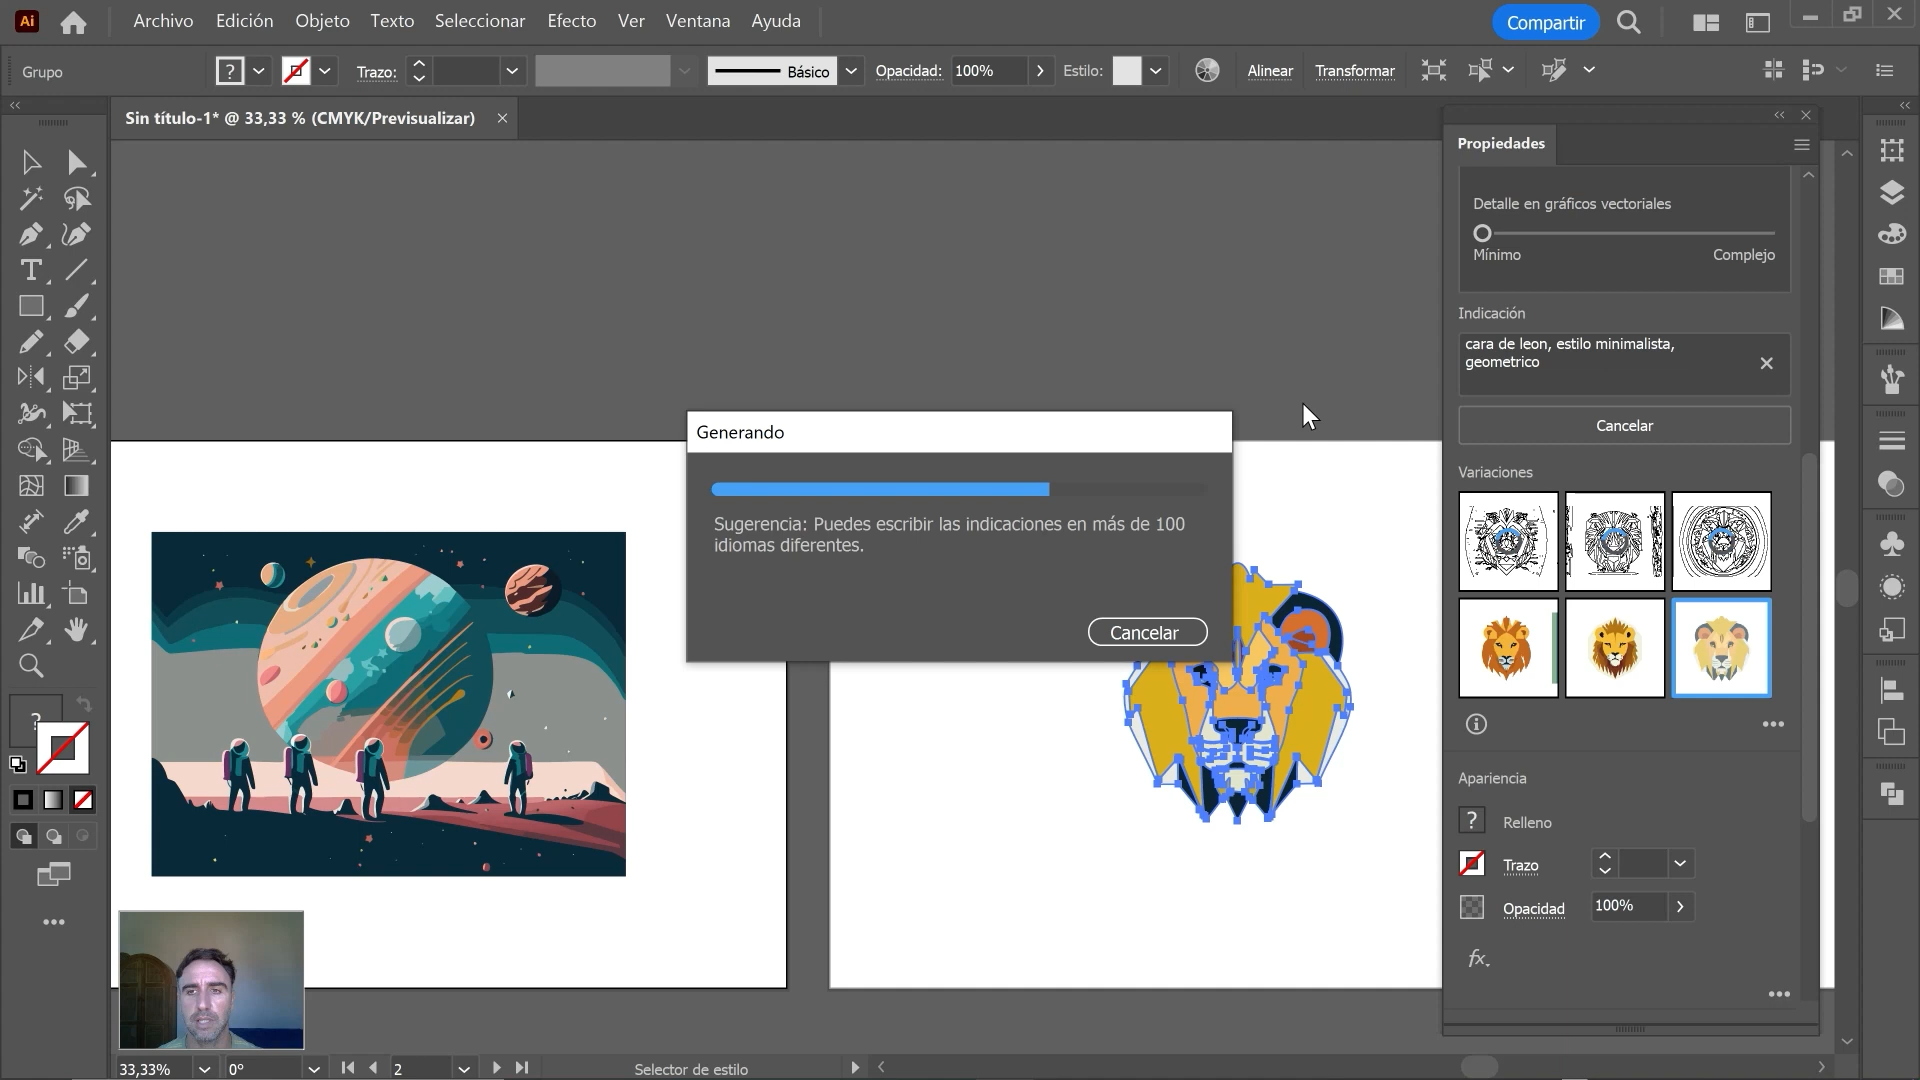 Ai
Archivo Edición Objeto Texto Seleccionar Efecto Ver Ventana Ayuda
Compartir
Grupo
?
Trazo:
Básico
Opacidad: 100%
Estilo:
Alinear
Transformar
Sin título-1* @ 33,33 % (CMYK/Previsualizar)
Propiedades
Detalle en gráficos vectoriales
Mínimo Complejo
Indicación
cara de leon, estilo minimalista,
geometrico
Cancelar
Variaciones
Generando
Sugerencia: Puedes escribir las indicaciones en más de 100
idiomas diferentes.
Cancelar
Apariencia
? Relleno
Trazo
Opacidad 100%
fx
?
33,33% 0° 2 Selector de estilo